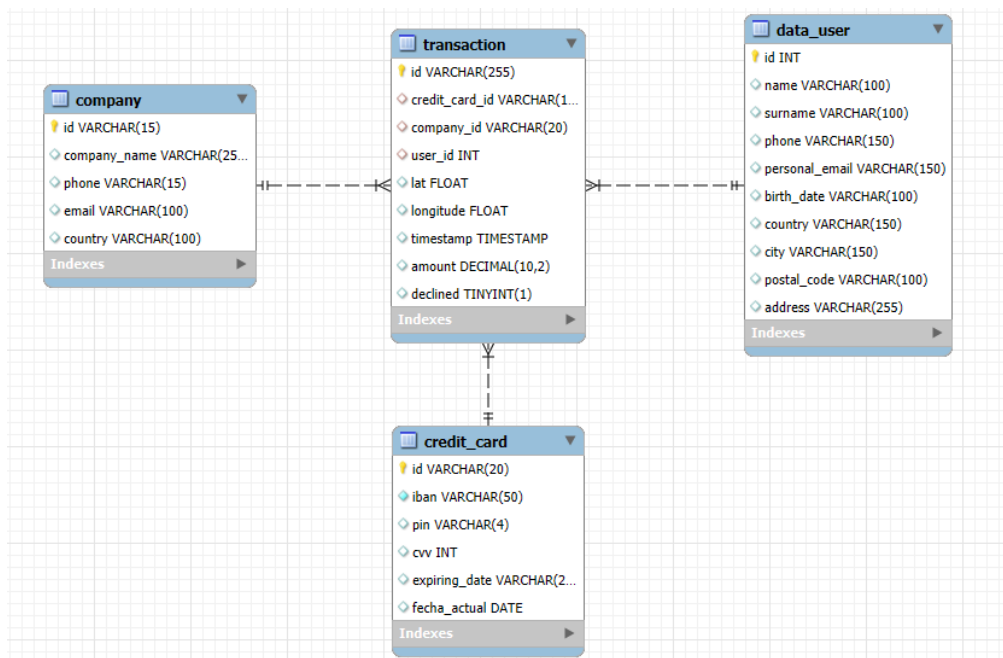 company
id VARCHAR(15)
company_name VARCHAR(25...
phone VARCHAR(15)
email VARCHAR(100)
country VARCHAR(100)
Indexes
transaction
id VARCHAR(255)
credit_card_id VARCHAR(1...
company_id VARCHAR(20)
user_id INT
lat FLOAT
longitude FLOAT
timestamp TIMESTAMP
amount DECIMAL(10,2)
declined TINYINT(1)
Indexes
data_user
id INT
name VARCHAR(100)
surname VARCHAR(100)
phone VARCHAR(150)
personal_email VARCHAR(150)
birth_date VARCHAR(100)
country VARCHAR(150)
city VARCHAR(150)
postal_code VARCHAR(100)
address VARCHAR(255)
Indexes
credit_card
id VARCHAR(20)
iban VARCHAR(50)
pin VARCHAR(4)
cvv INT
expiring_date VARCHAR(2...
fecha_actual DATE
Indexes